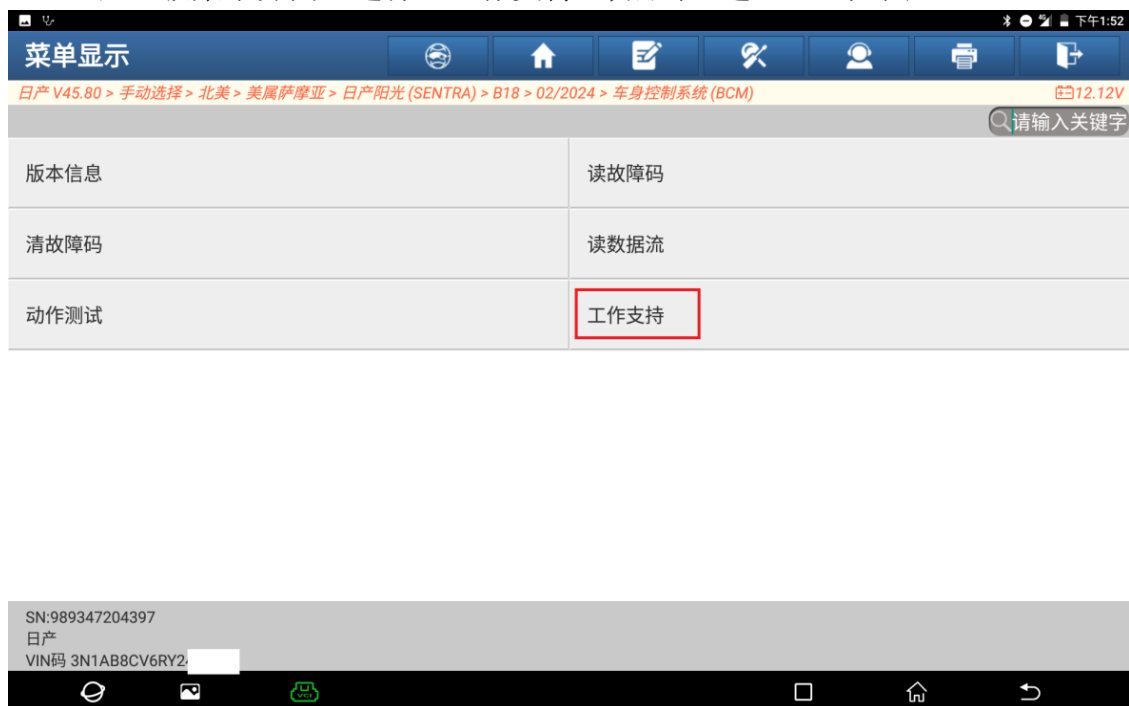 下午1:52
菜单显示
日产 V45.80 > 手动选择 > 北美 > 美属萨摩亚 > 日产阳光 (SENTRA) > B18 > 02/2024 > 车身控制系统 (BCM)
12.12V
请输入关键字
版本信息
读故障码
清故障码
读数据流
动作测试
工作支持
SN:989347204397
日产
VIN码 3N1AB8CV6RY2
VCI